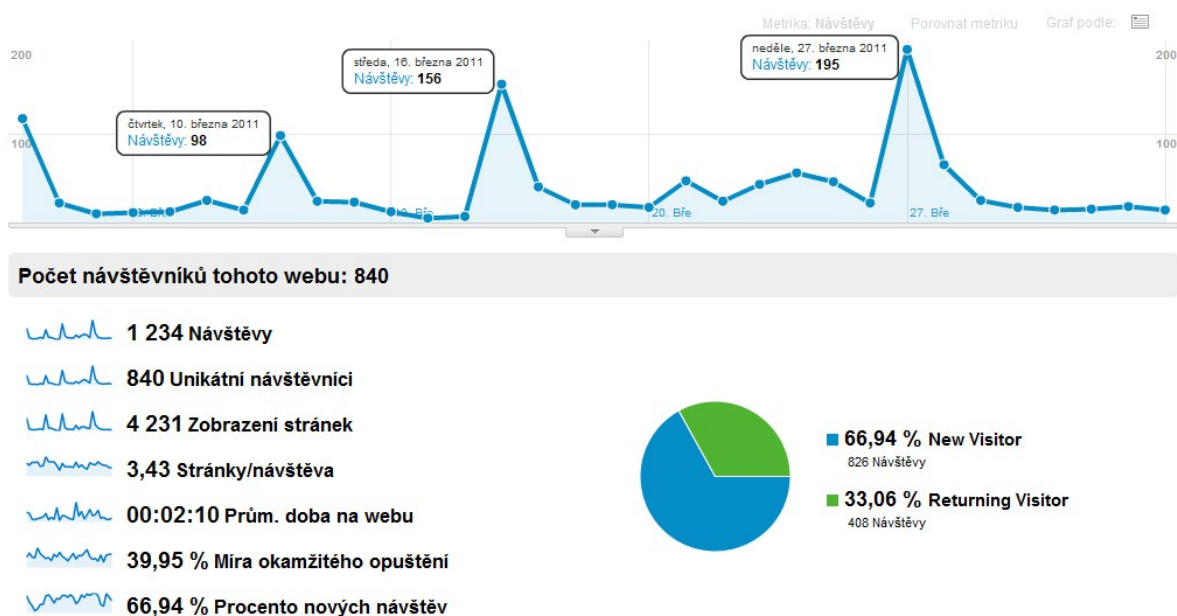 Metrika: Návštěvy Porovnat metriku Graf podle:
200
středa, 16. března 2011
Návštěvy: 156
neděle, 27. března 2011
Návštěvy: 195
200
čtvrtek, 10. března 2011
Návštěvy: 98
100
100
Bře
Bře
20. Bře
27. Bře
Počet návštěvníků tohoto webu: 840
1 234 Návštěvy
840 Unikátní návštěvníci
4 231 Zobrazení stránek
3,43 Stránky/návštěva
00:02:10 Prům. doba na webu
39,95 % Míra okamžitého opuštění
66,94 % Procento nových návštěv
66,94 % New Visitor
826 Návštěvy
33,06 % Returning Visitor
408 Návštěvy